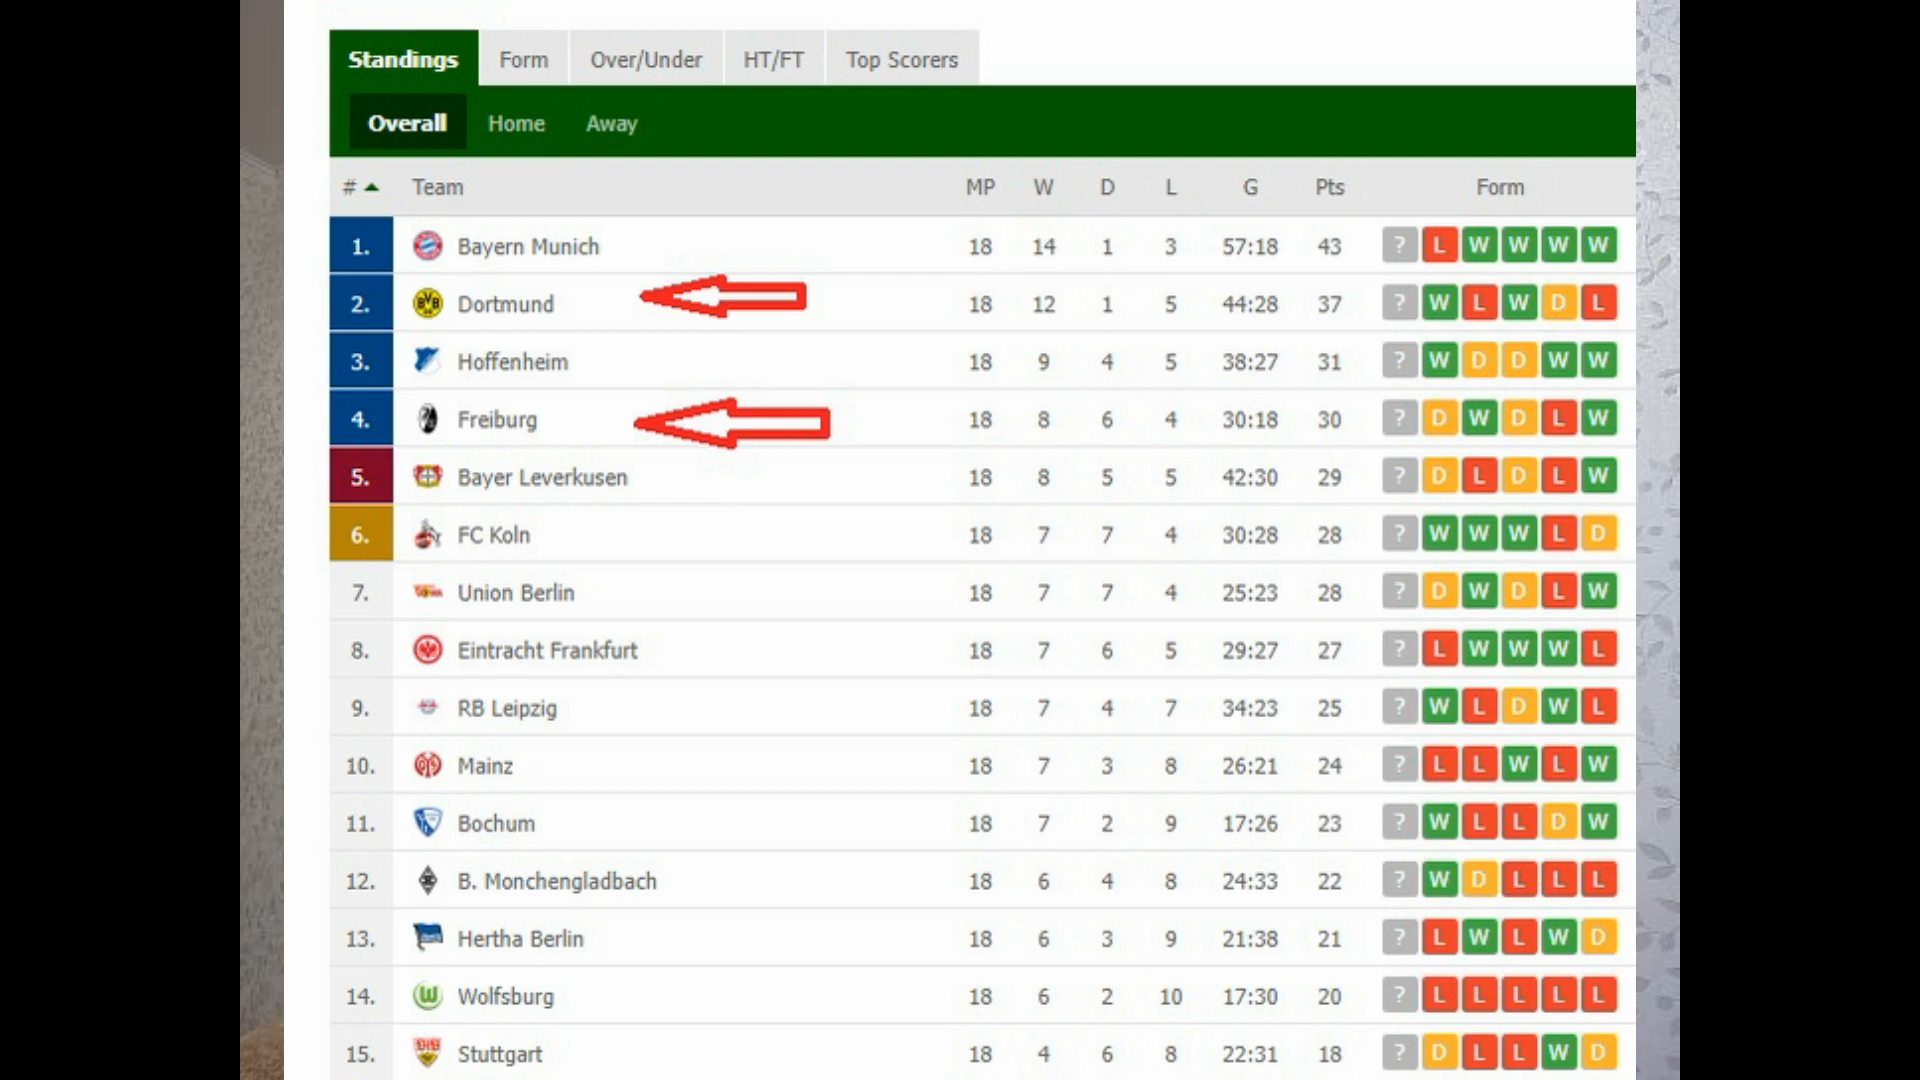 Standings Form Over/Under HT/FT Top Scorers
Overall Home Away
# Team MP W D L G Pts Form
1. Bayern Munich 18 14 1 3 57:18 43 ? L W W W W
2. Dortmund 18 12 1 5 44:28 37 ? W L W D L
3. Hoffenheim 18 9 4 5 38:27 31 ? W D D W W
4. Freiburg 18 8 6 4 30:18 30 ? D W D L W
5. Bayer Leverkusen 18 8 5 5 42:30 29 ? D L D L W
6. FC Koln 18 7 7 4 30:28 28 ? W W W L D
7. Union Berlin 18 7 7 4 25:23 28 ? D W D L W
8. Eintracht Frankfurt 18 7 6 5 29:27 27 ? L W W W L
9. RB Leipzig 18 7 4 7 34:23 25 ? W L D W L
10. Mainz 18 7 3 8 26:21 24 ? L L W L W
11. Bochum 18 7 2 9 17:26 23 ? W L L D W
12. B. Monchengladbach 18 6 4 8 24:33 22 ? W D L L L
13. Hertha Berlin 18 6 3 9 21:38 21 ? L W L W D
14. Wolfsburg 18 6 2 10 17:30 20 ? L L L L L
15. Stuttgart 18 4 6 8 22:31 18 ? D L L W D